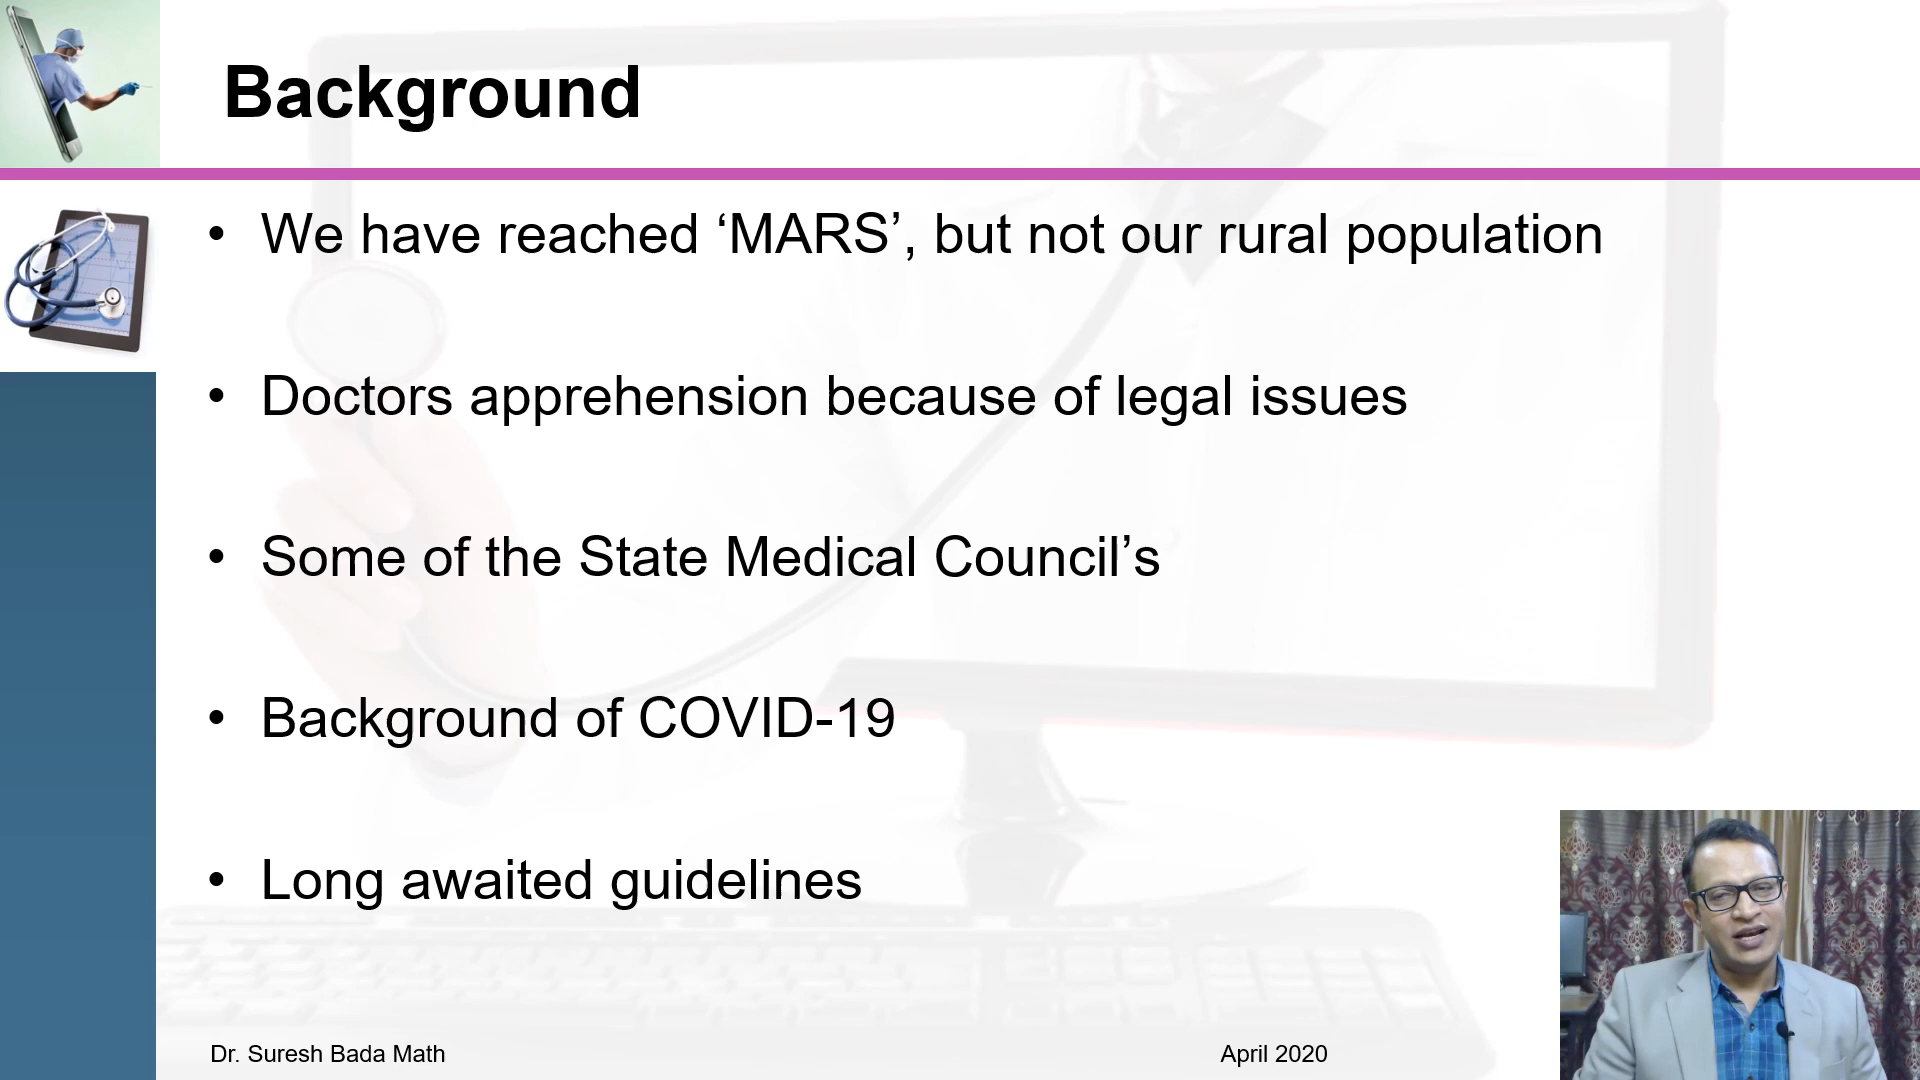 Background
• We have reached ‘MARS’, but not our rural population
• Doctors apprehension because of legal issues
• Some of the State Medical Council’s
• Background of COVID-19
• Long awaited guidelines
Dr. Suresh Bada Math
April 2020